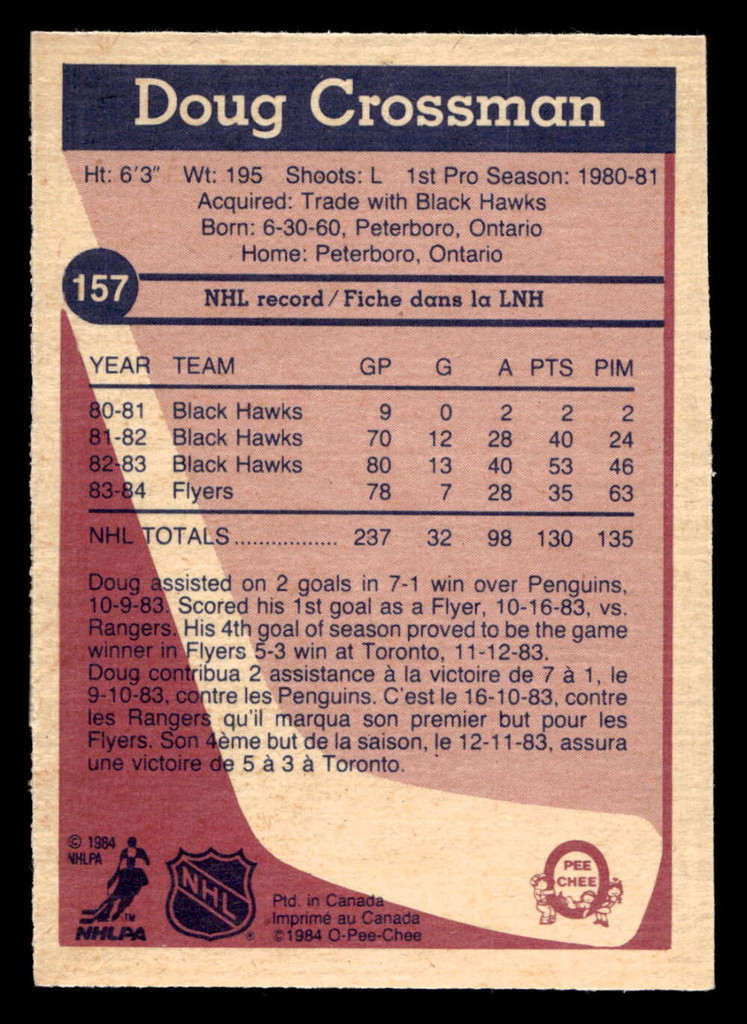 Doug Crossman
Ht: 6'3" Wt: 195 Shoots: L 1st Pro Season: 1980-81
Acquired: Trade with Black Hawks
Born: 6-30-60, Peterboro, Ontario
Home: Peterboro, Ontario
157
NHL record / Fiche dans la LNH
YEAR TEAM GP G A PTS PIM
80-81 Black Hawks 9 0 2 2 2
81-82 Black Hawks 70 12 28 40 24
82-83 Black Hawks 80 13 40 53 46
83-84 Flyers 78 7 28 35 63
NHL TOTALS................. 237 32 98 130 135
Doug assisted on 2 goals in 7-1 win over Penguins,
10-9-83. Scored his 1st goal as a Flyer, 10-16-83, vs.
Rangers. His 4th goal of season proved to be the game
winner in Flyers 5-3 win at Toronto, 11-12-83.
Doug contribua 2 assistance à la victoire de 7 à 1, le
9-10-83, contre les Penguins. C'est le 16-10-83, contre
les Rangers qu'il marqua son premier but pour les
Flyers. Son 4ème but de la saison, le 12-11-83, assura
une victoire de 5 à 3 à Toronto.
© 1984
NHLPA
TM
NHLPA
NHL
®
Ptd. in Canada
Imprimé au Canada
©1984 O-Pee-Chee
O
PEE
CHEE